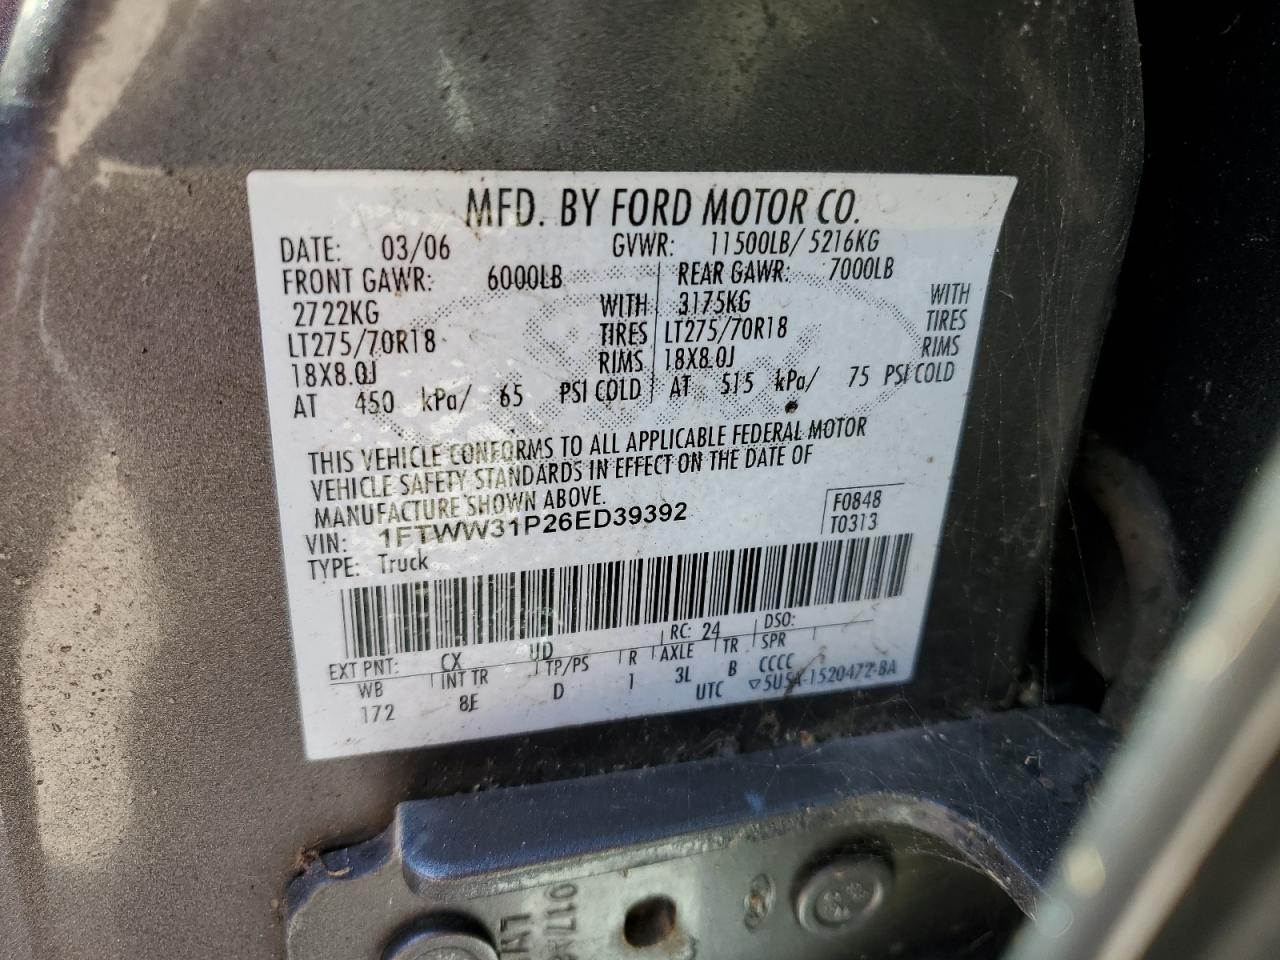 MFD. BY FORD MOTOR CO.
DATE: 03/06 GVWR: 11500LB/ 5216KG
FRONT GAWR: 6000LB REAR GAWR: 7000LB
2722KG WITH 3175KG WITH
LT275/70R18 TIRES LT275/70R18 TIRES
18X8.0J RIMS 18X8.0J RIMS
AT 450 kPa/ 65 PSI COLD AT 515 kPa/ 75 PSI COLD
THIS VEHICLE CONFORMS TO ALL APPLICABLE FEDERAL MOTOR
VEHICLE SAFETY STANDARDS IN EFFECT ON THE DATE OF
MANUFACTURE SHOWN ABOVE.
F0848
VIN: 1FTWW31P26ED39392 T0313
TYPE: Truck
EXT PNT: CX UD RC: 24 DSO:
WB INT TR TP/PS R AXLE TR SPR
172 8E D 1 3L B CCCC
UTC ▽5U5A-1520472-BA